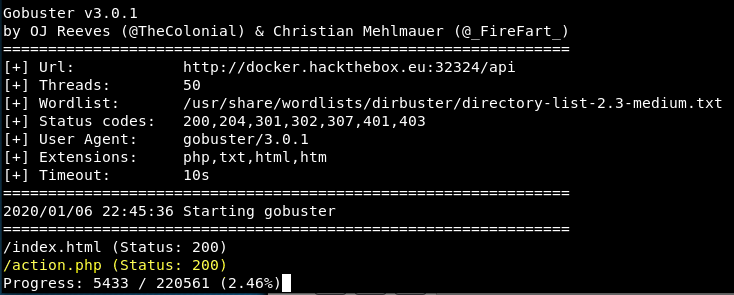 Gobuster v3.0.1
by OJ Reeves (@TheColonial) & Christian Mehlmauer (@_FireFart_)
===============================================================
[+] Url:            http://docker.hackthebox.eu:32324/api
[+] Threads:        50
[+] Wordlist:       /usr/share/wordlists/dirbuster/directory-list-2.3-medium.txt
[+] Status codes:   200,204,301,302,307,401,403
[+] User Agent:     gobuster/3.0.1
[+] Extensions:     php,txt,html,htm
[+] Timeout:        10s
===============================================================
2020/01/06 22:45:36 Starting gobuster
===============================================================
/index.html (Status: 200)
/action.php (Status: 200)
Progress: 5433 / 220561 (2.46%)